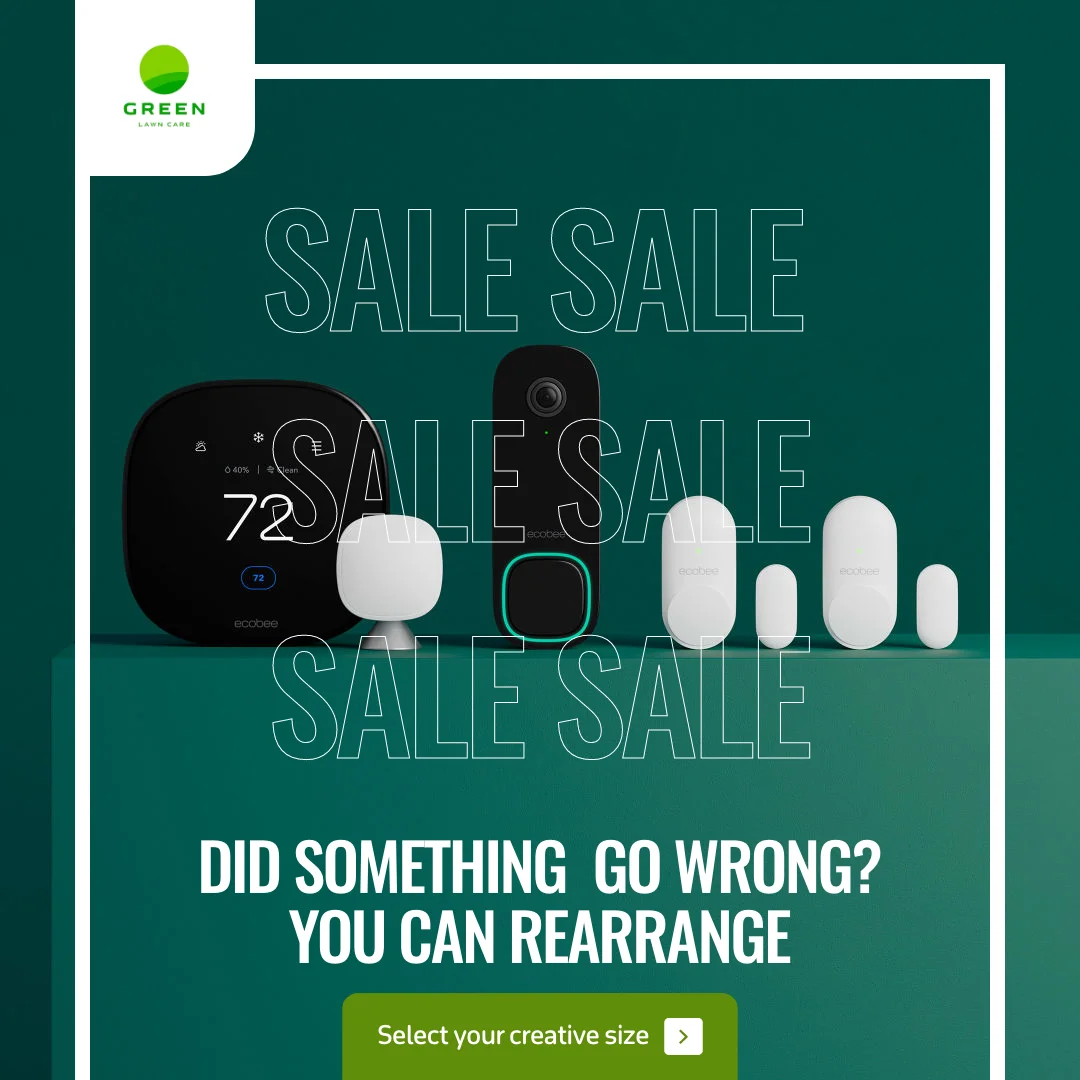 GREEN
LAWN CARE
SALE SALE
SALE SALE
40% | Clean
72
72
ecobee
ecobee
ecobee
ecobee
SALE SALE
DID SOMETHING  GO WRONG?
YOU CAN REARRANGE
Select your creative size